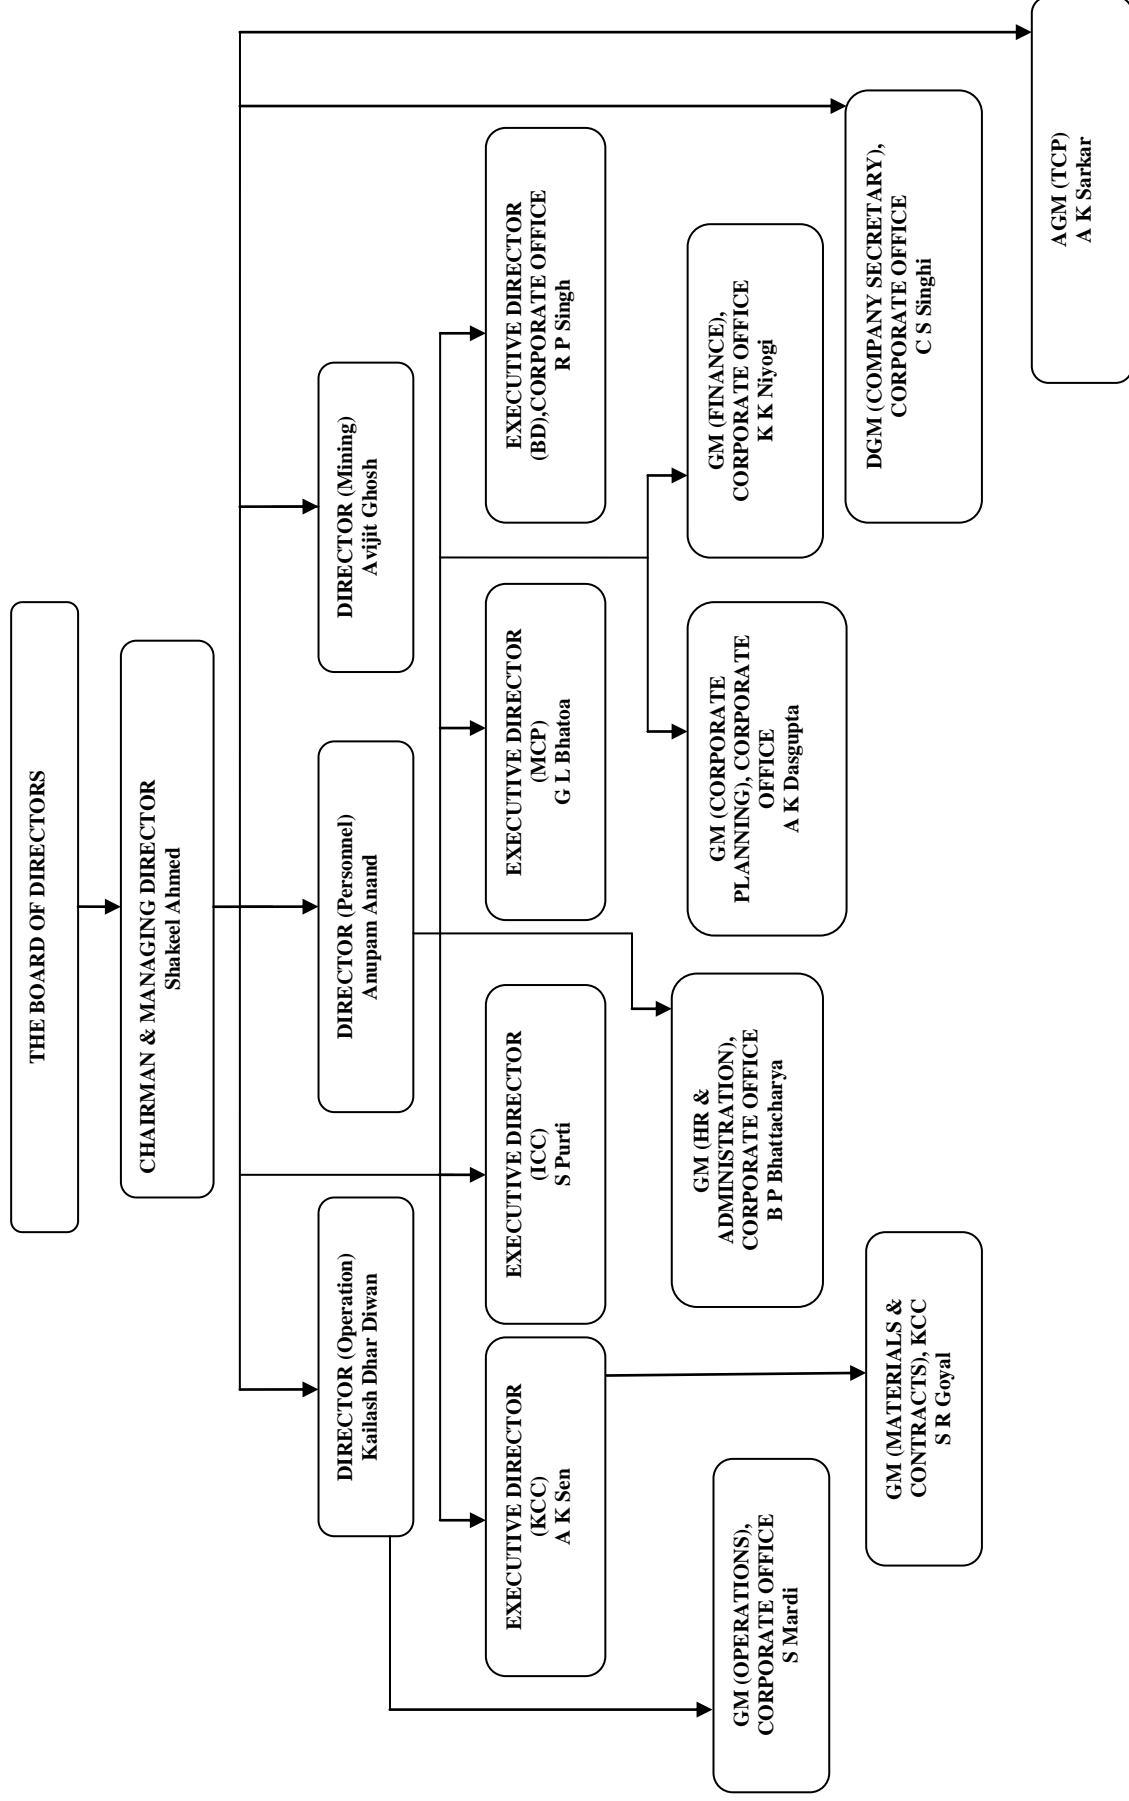 THE BOARD OF DIRECTORS
CHAIRMAN & MANAGING DIRECTOR
Shakeel Ahmed
DIRECTOR (Operation)
Kailash Dhar Diwan
DIRECTOR (Personnel)
Anupam Anand
DIRECTOR (Mining)
Avijit Ghosh
EXECUTIVE DIRECTOR
(KCC)
A K Sen
EXECUTIVE DIRECTOR
(ICC)
S Purti
EXECUTIVE DIRECTOR
(MCP)
G L Bhatoa
EXECUTIVE DIRECTOR
(BD),CORPORATE OFFICE
R P Singh
GM (OPERATIONS),
CORPORATE OFFICE
S Mardi
GM (HR &
ADMINISTRATION),
CORPORATE OFFICE
B P Bhattacharya
GM (CORPORATE
PLANNING), CORPORATE
OFFICE
A K Dasgupta
GM (FINANCE),
CORPORATE OFFICE
K K Niyogi
GM (MATERIALS &
CONTRACTS), KCC
S R Goyal
DGM (COMPANY SECRETARY),
CORPORATE OFFICE
C S Singhi
AGM (TCP)
A K Sarkar